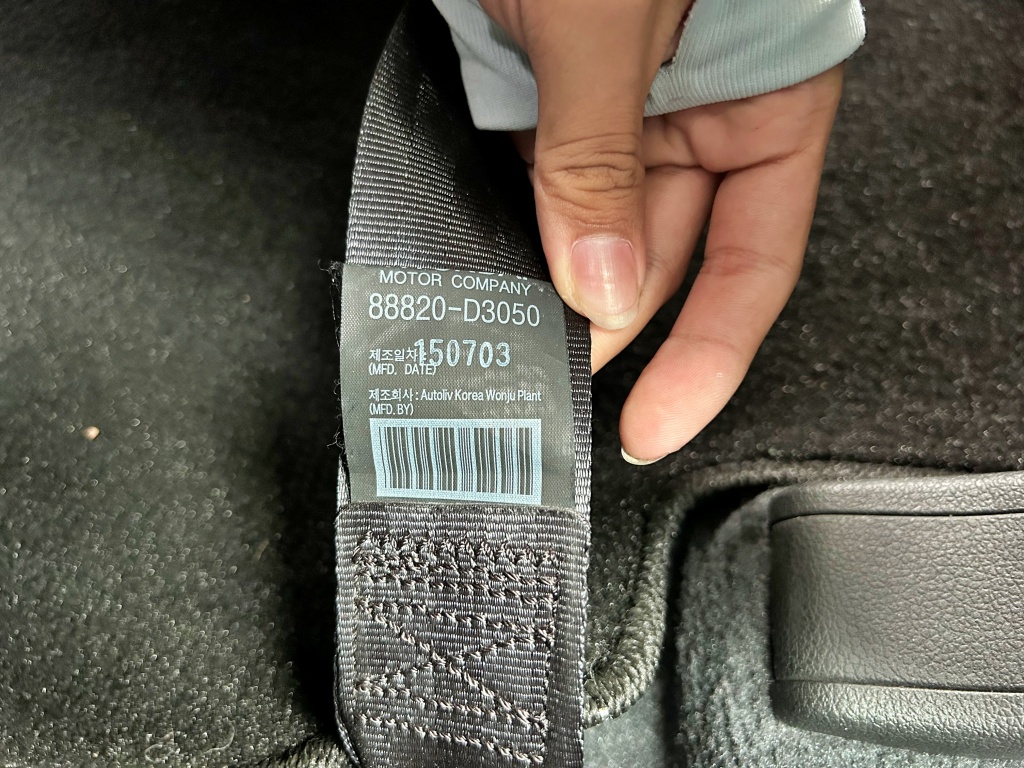 MOTOR COMPANY
88820-D3050
제조일자: 150703
(MFD. DATE)
제조회사 : Autoliv Korea Wonju Plant
(MFD. BY)